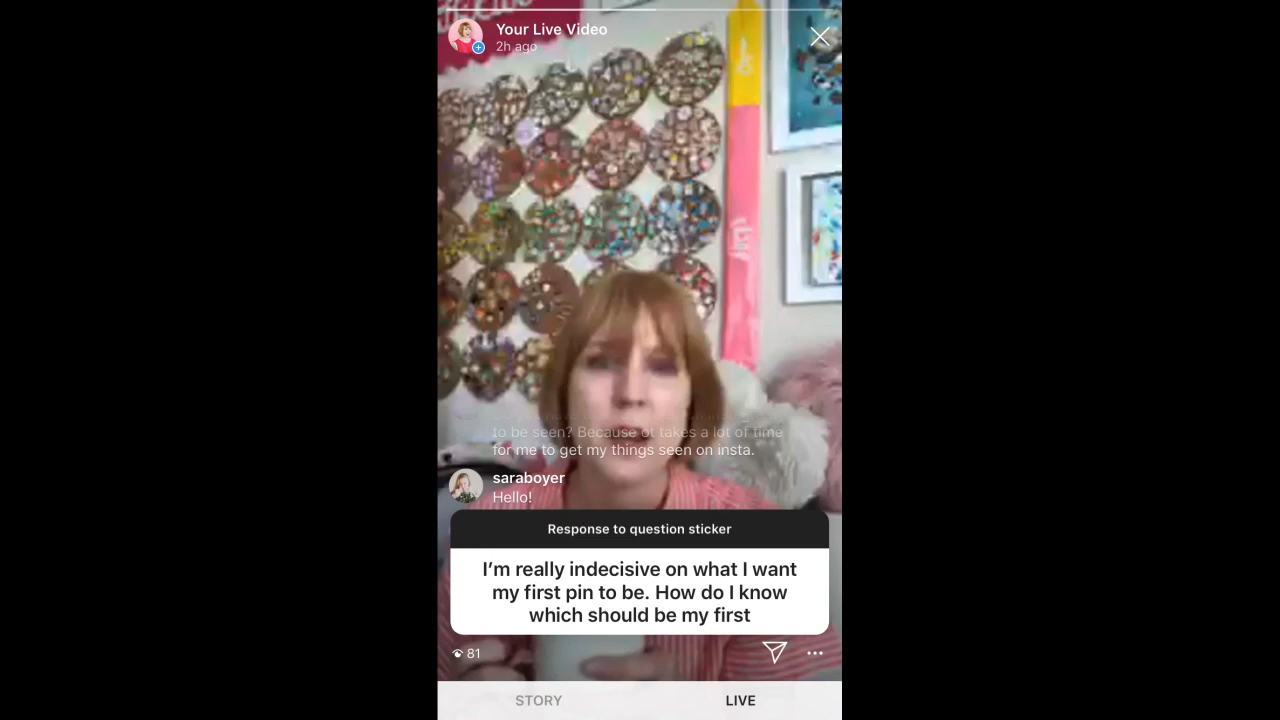 Your Live Video
2h ago
to be seen? Because ot takes a lot of time
for me to get my things seen on insta.
saraboyer
Hello!
Response to question sticker
I’m really indecisive on what I want
my first pin to be. How do I know
which should be my first
81
STORY
LIVE